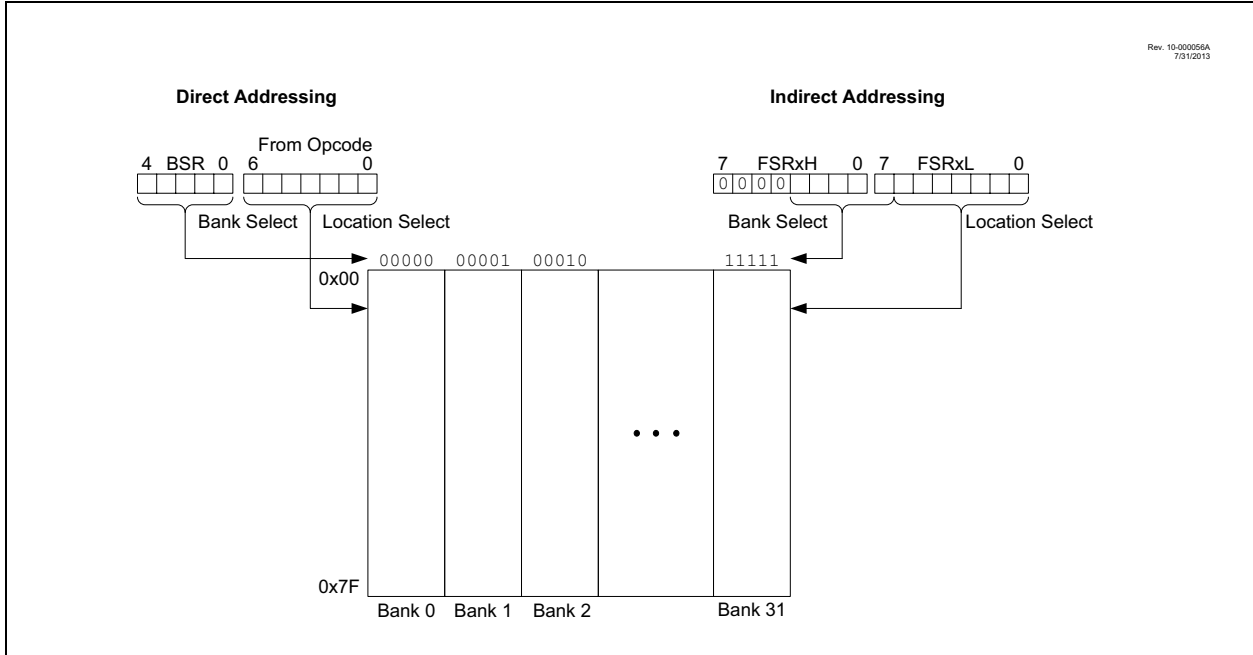 Rev. 10-000056A
7/31/2013
Direct Addressing
Indirect Addressing
From Opcode
4 BSR 0 6 0
7 FSRxH 0 7 FSRxL 0
0 0 0 0
Bank Select Location Select
Bank Select Location Select
00000 00001 00010 11111
0x00
• • •
0x7F
Bank 0 Bank 1 Bank 2 Bank 31